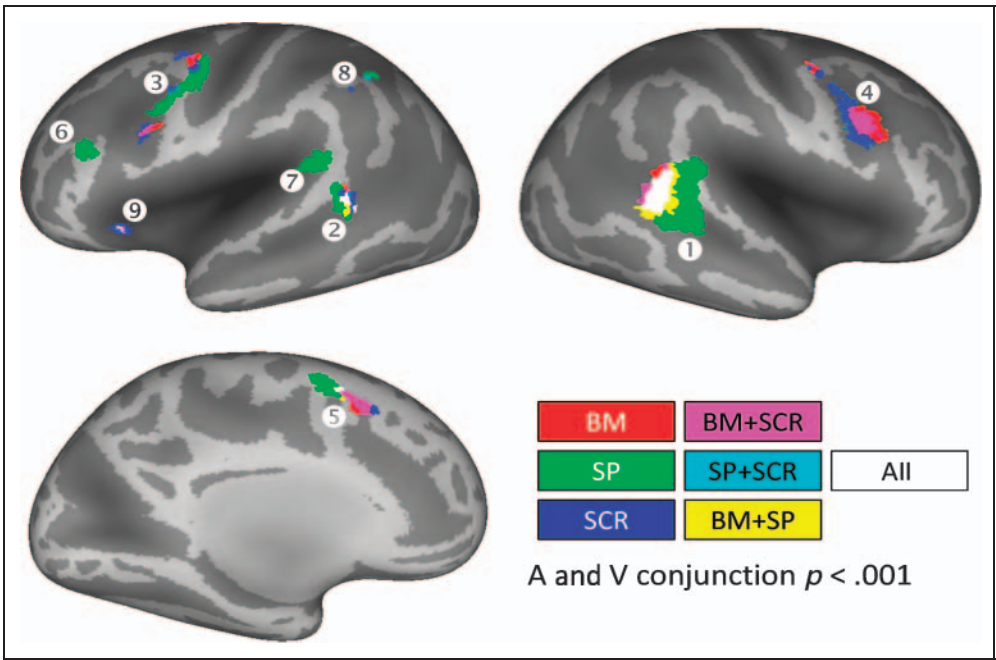 3
8
6
7
9
2
4
1
5
BM BM+SCR
SP SP+SCR All
SCR BM+SP
A and V conjunction p < .001